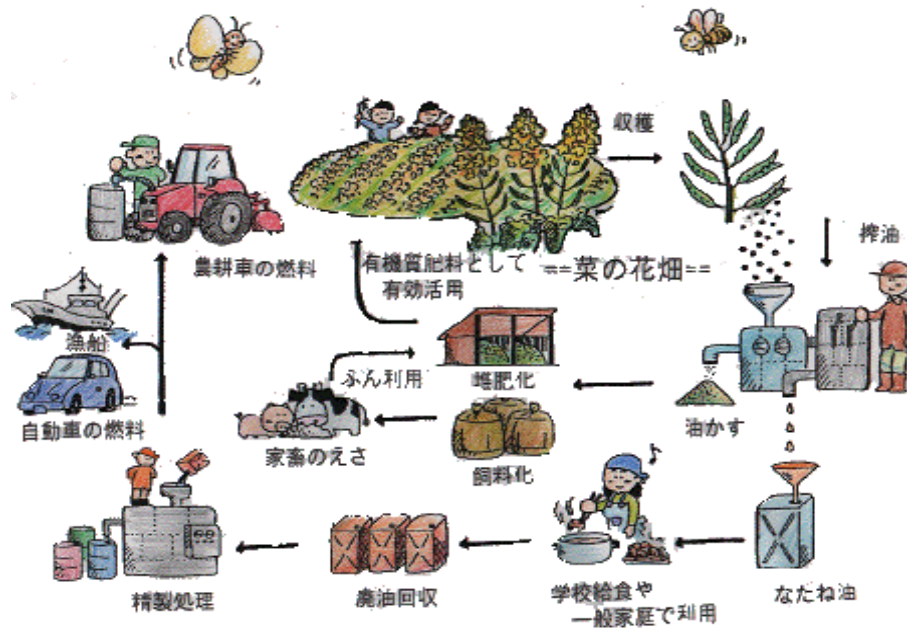 収穫
搾油
農耕車の燃料
有機質肥料として
有効活用
==菜の花畑==
漁船
ふん利用
堆肥化
自動車の燃料
家畜のえさ
飼料化
油かす
精製処理
廃油回収
学校給食や
一般家庭で利用
なたね油